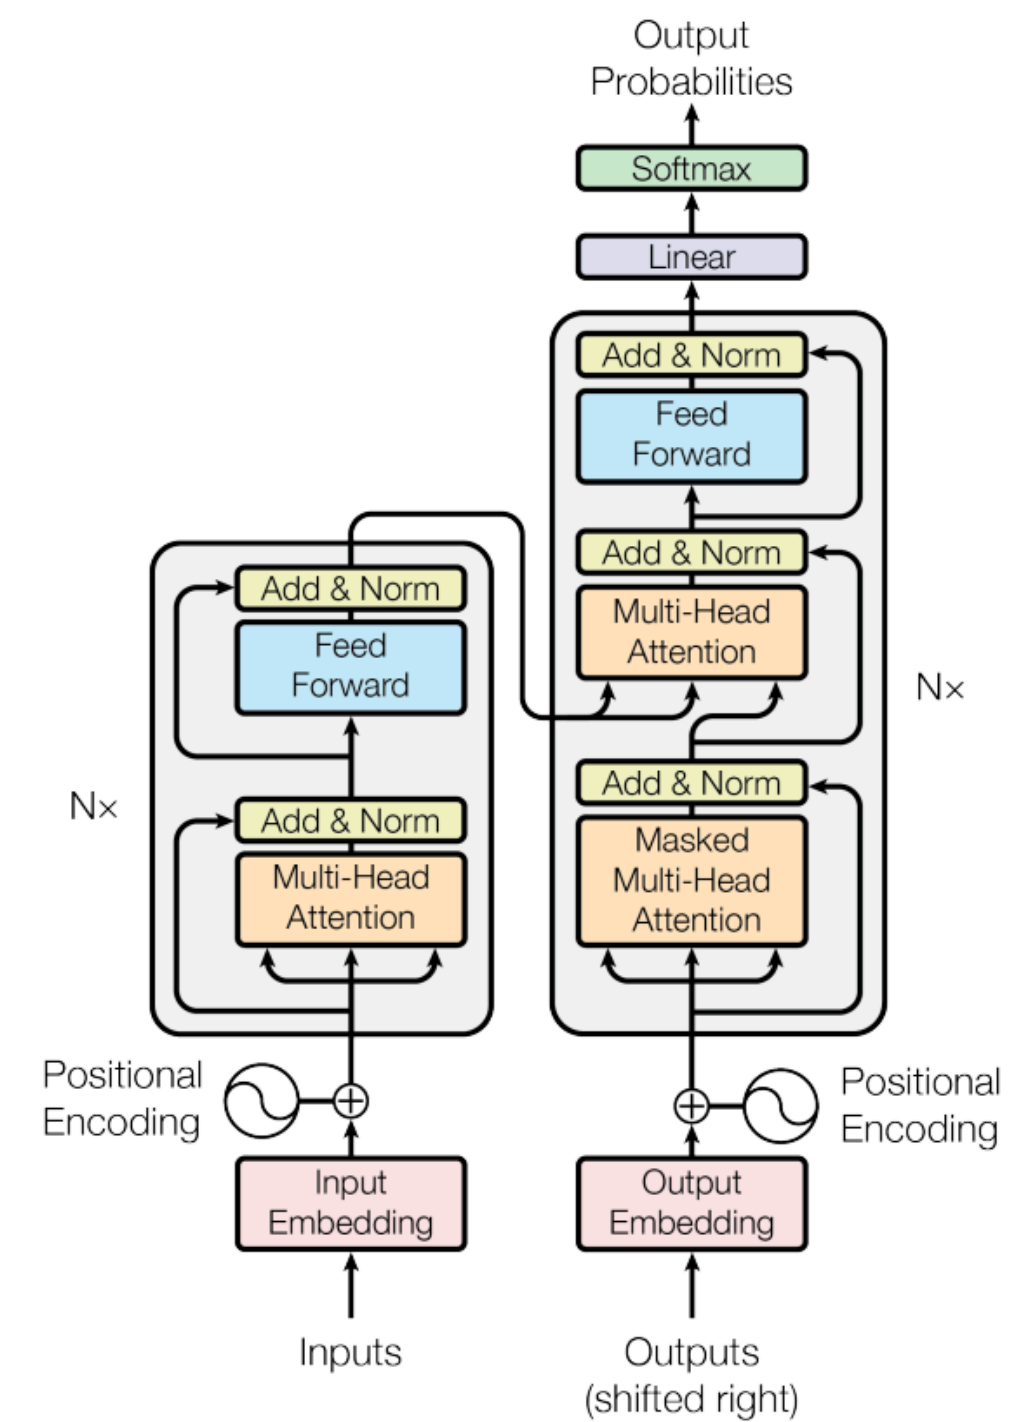 Output
Probabilities
Softmax
Linear
Add & Norm
Feed
Forward
Add & Norm
Multi-Head
Attention
Nx
Add & Norm
Masked
Multi-Head
Attention
Add & Norm
Feed
Forward
Nx
Add & Norm
Multi-Head
Attention
Positional
Encoding
Positional
Encoding
Input
Embedding
Output
Embedding
Inputs
Outputs
(shifted right)